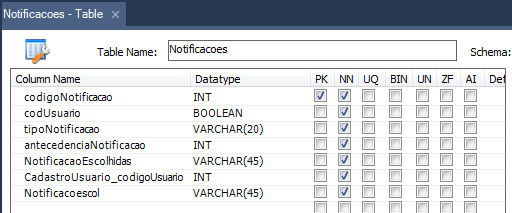 Notificacoes - Table ×
Table Name: Notificacoes Schema:
Column Name Datatype PK NN UQ BIN UN ZF AI Def
codigoNotificacao INT
codUsuario BOOLEAN
tipoNotificacao VARCHAR(20)
antecedenciaNotificacao INT
NotificacaoEscolhidas VARCHAR(45)
CadastroUsuario_codigoUsuario INT
Notificacoescol VARCHAR(45)